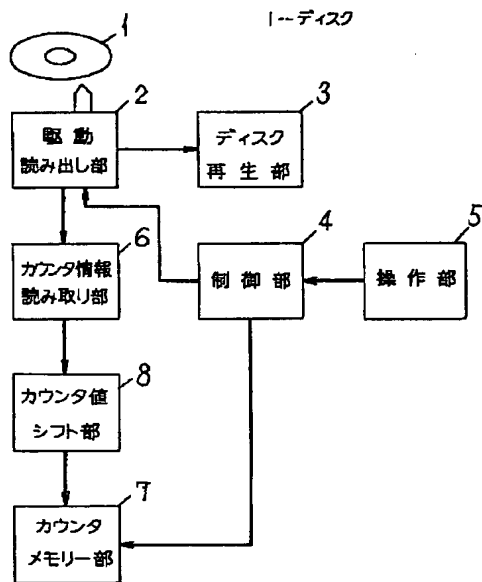 1--ディスク
1
2
駆動
読み出し部
3
ディスク
再生部
6
カウンタ情報
読み取り部
4
制御部
5
操作部
8
カウンタ値
シフト部
7
カウンタ
メモリー部